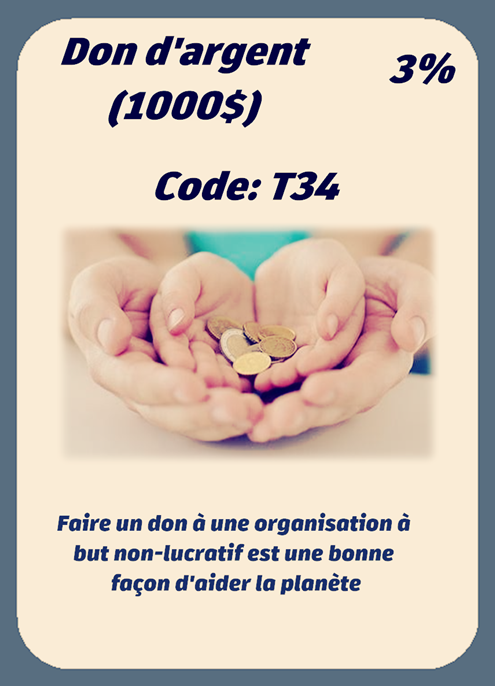 Don d'argent
(1000$)
3%
Code: T34
Faire un don à une organisation à
but non-lucratif est une bonne
façon d'aider la planète